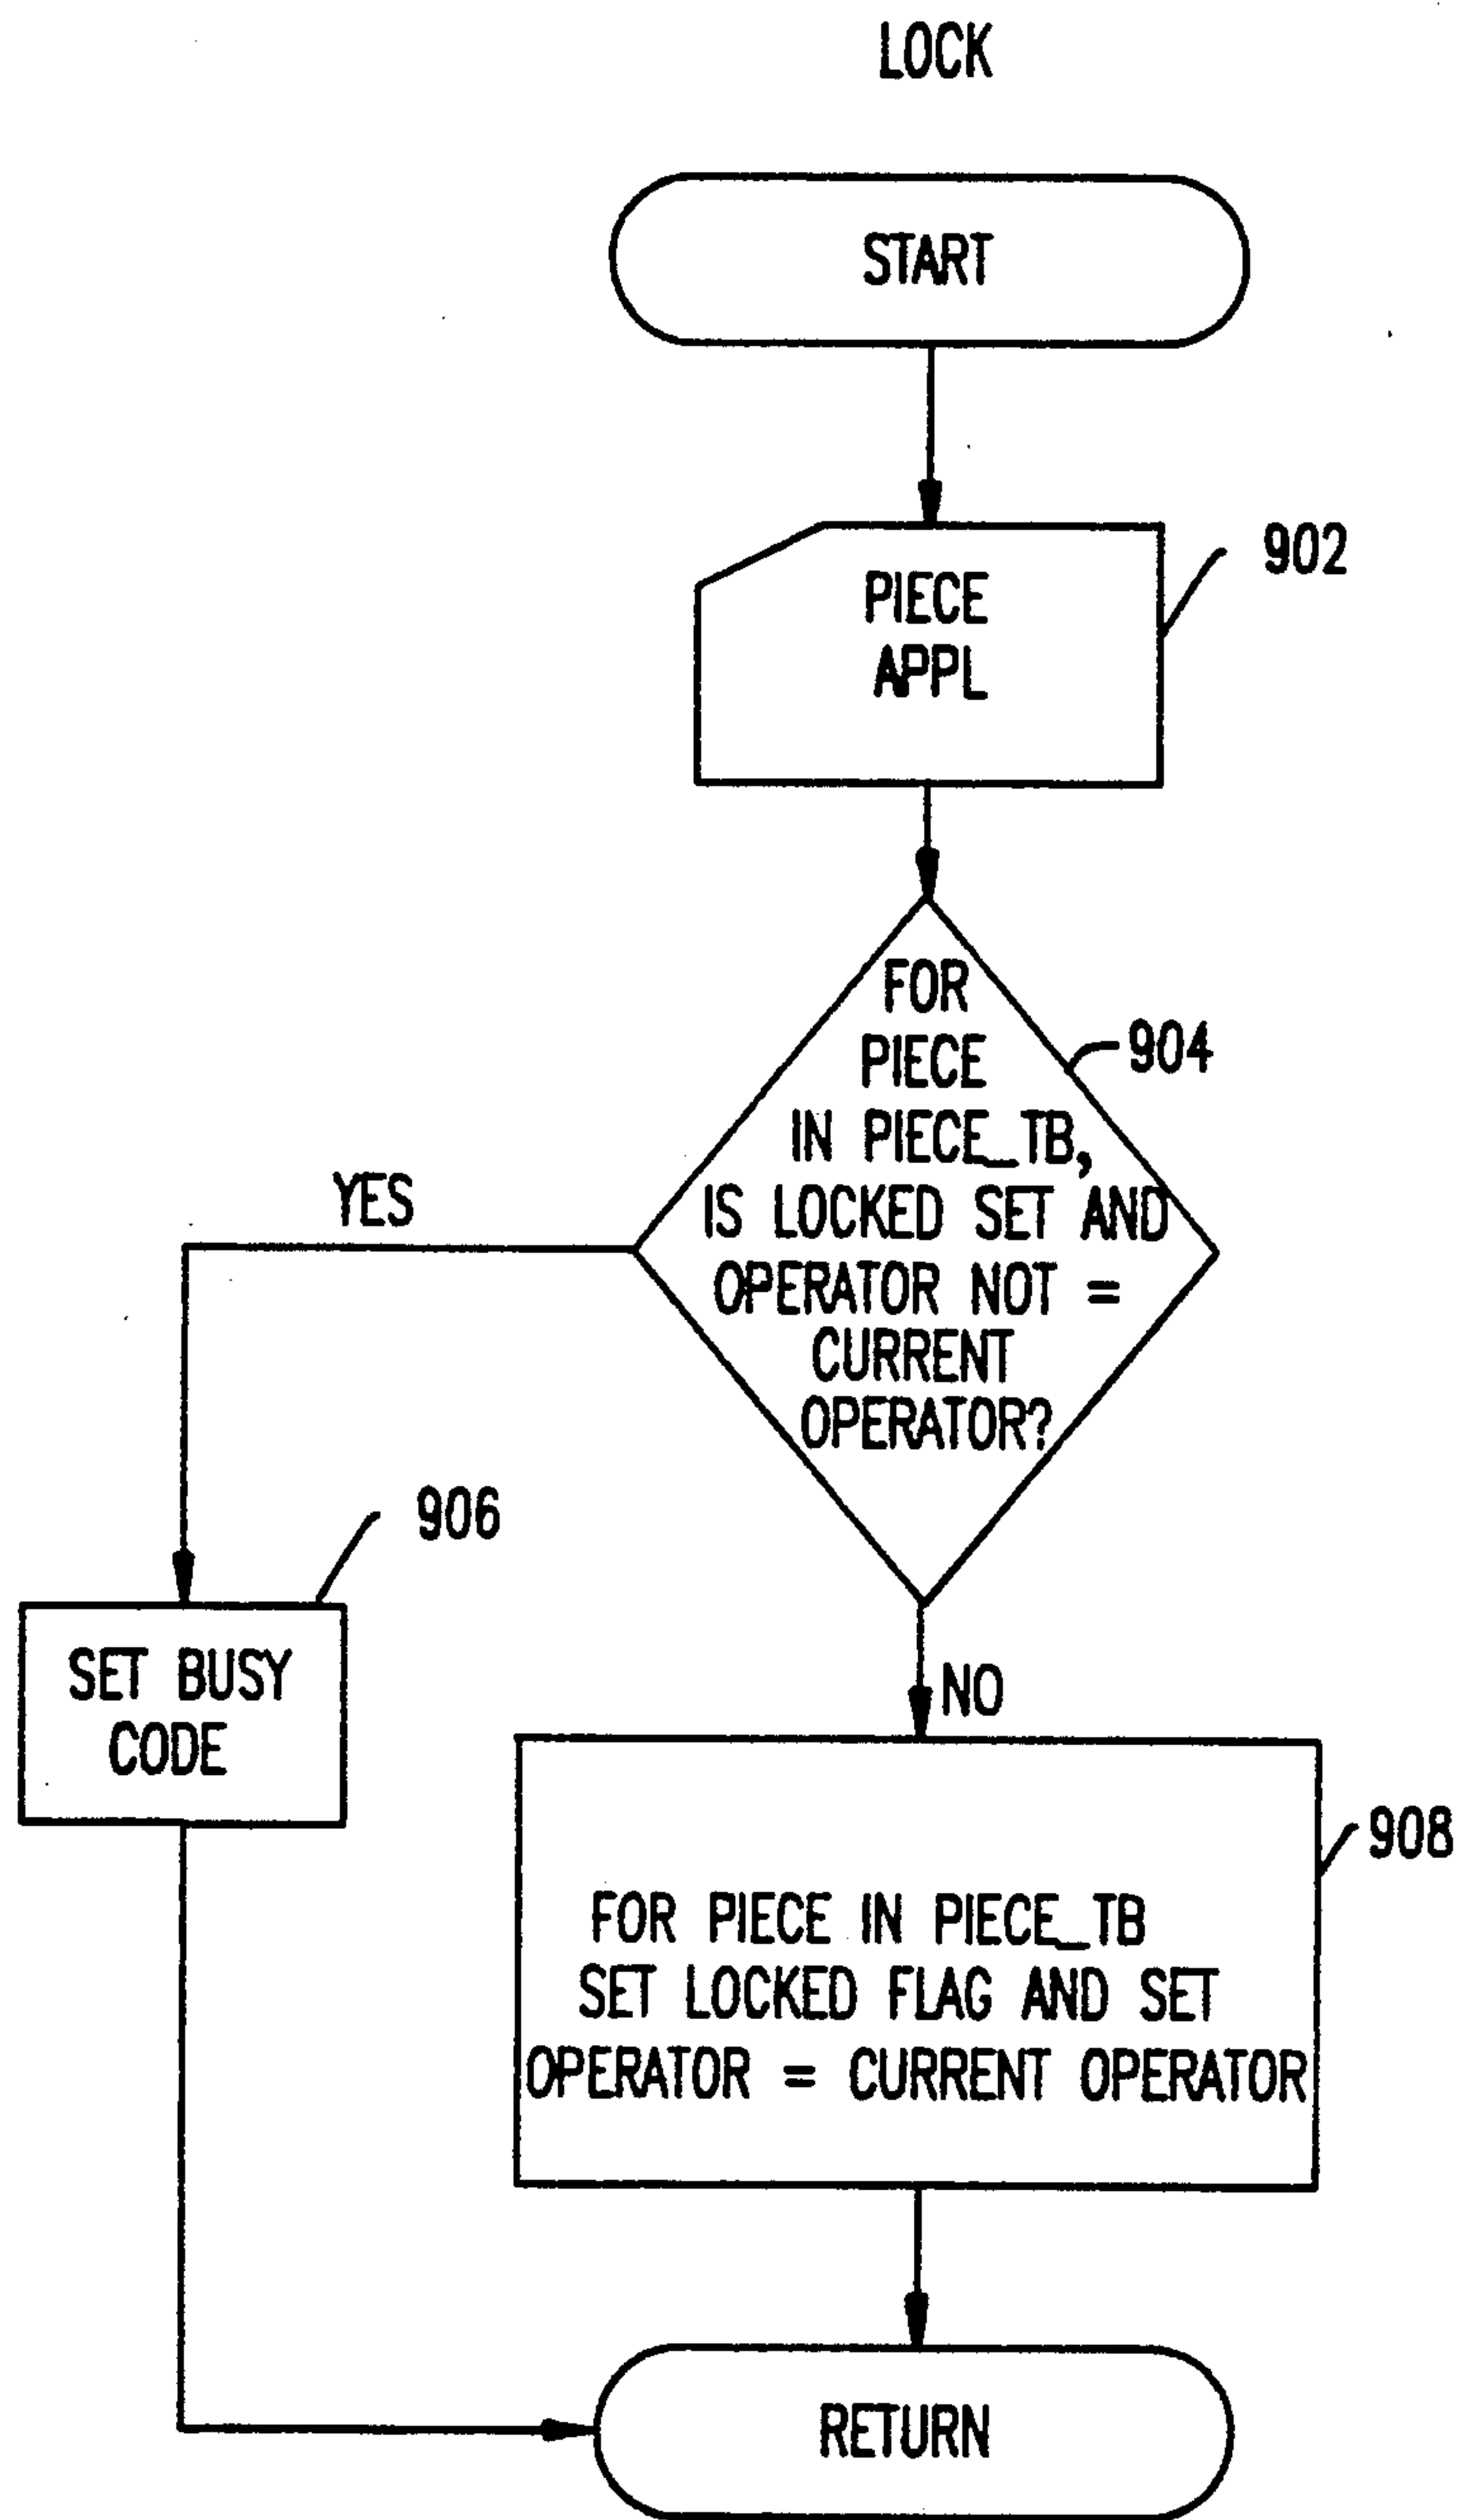 LOCK
START
PIECE
APPL
902
FOR
PIECE
IN PIECE_TB,
IS LOCKED SET AND
OPERATOR NOT =
CURRENT
OPERATOR?
904
YES
906
SET BUSY
CODE
NO
908
FOR PIECE IN PIECE_TB
SET LOCKED FLAG AND SET
OPERATOR = CURRENT OPERATOR
RETURN